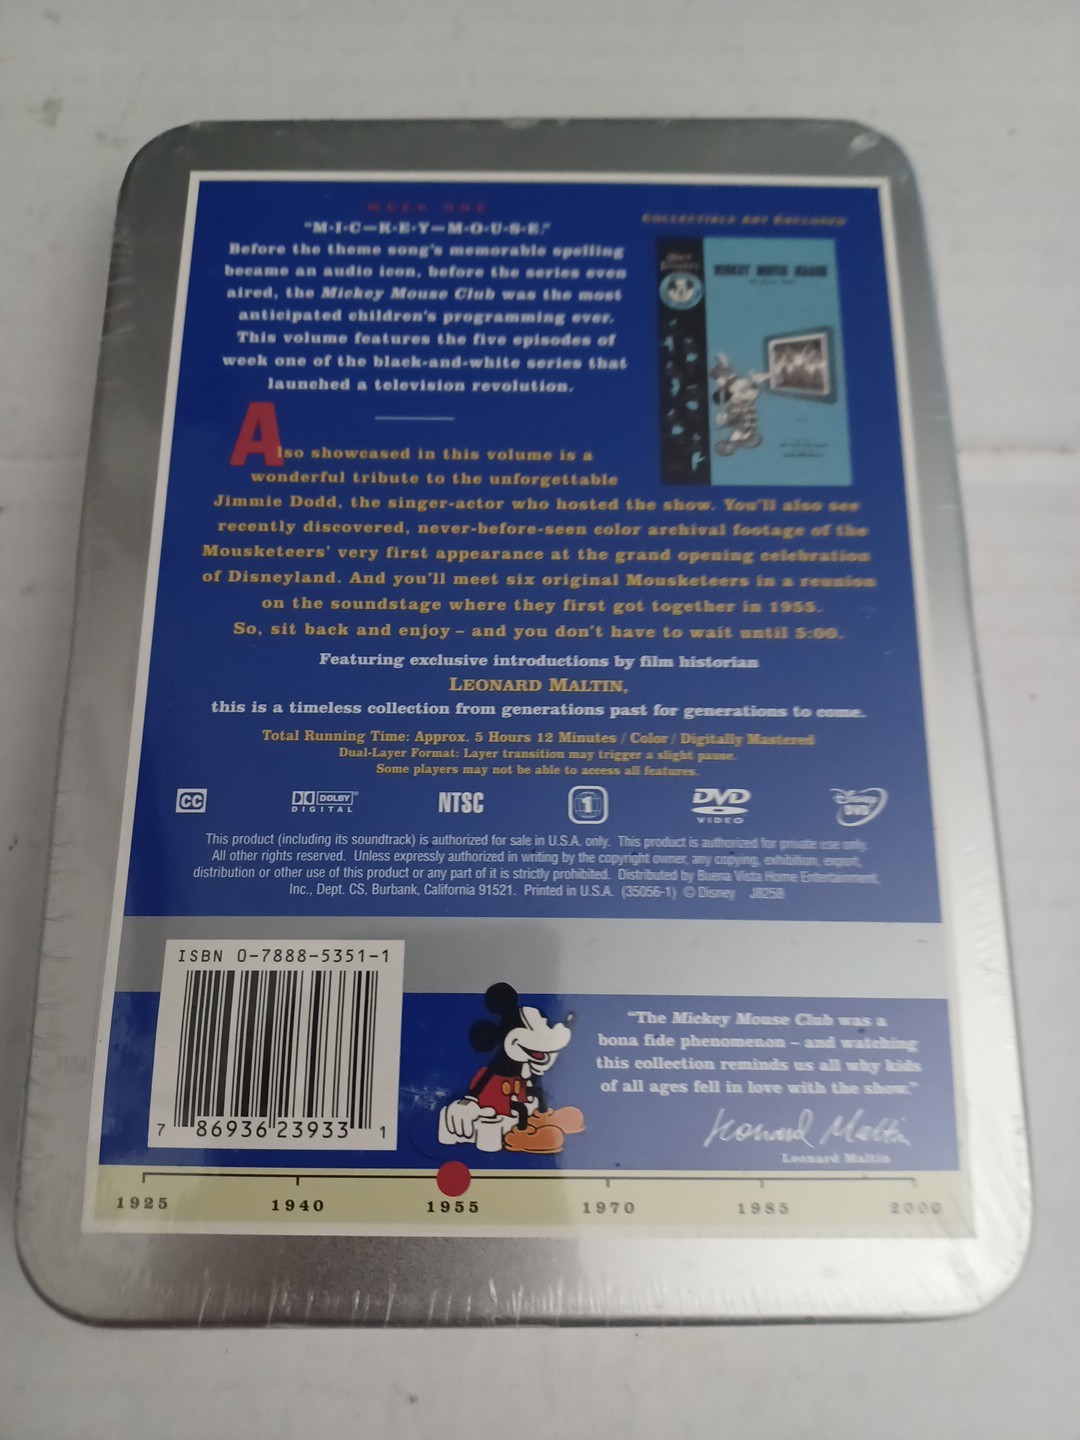 WEEK ONE
"M-I-C—K-E-Y—M-O-U-S-E."
Before the theme song's memorable spelling
became an audio icon, before the series even
aired, the Mickey Mouse Club was the most
anticipated children's programming ever.
This volume features the five episodes of
week one of the black-and-white series that
launched a television revolution.
COLLECTIBLE ART ENCLOSED
MICKEY MOUSE MARCH
Also showcased in this volume is a
wonderful tribute to the unforgettable
Jimmie Dodd, the singer-actor who hosted the show. You'll also see
recently discovered, never-before-seen color archival footage of the
Mousketeers' very first appearance at the grand opening celebration
of Disneyland. And you'll meet six original Mousketeers in a reunion
on the soundstage where they first got together in 1955.
So, sit back and enjoy – and you don't have to wait until 5:00.
Featuring exclusive introductions by film historian
LEONARD MALTIN,
this is a timeless collection from generations past for generations to come.
Total Running Time: Approx. 5 Hours 12 Minutes / Color / Digitally Mastered
Dual-Layer Format: Layer transition may trigger a slight pause.
Some players may not be able to access all features.
CC DOLBY DIGITAL NTSC 1 DVD VIDEO Disney DVD
This product (including its soundtrack) is authorized for sale in U.S.A. only. This product is authorized for private use only.
All other rights reserved. Unless expressly authorized in writing by the copyright owner, any copying, exhibition, export,
distribution or other use of this product or any part of it is strictly prohibited. Distributed by Buena Vista Home Entertainment,
Inc., Dept. CS, Burbank, California 91521. Printed in U.S.A. (35056-1) © Disney J8258
ISBN 0-7888-5351-1
7 86936 23933 1
"The Mickey Mouse Club was a
bona fide phenomenon – and watching
this collection reminds us all why kids
of all ages fell in love with the show."
Leonard Maltin
Leonard Maltin
1925 1940 1955 1970 1985 2000